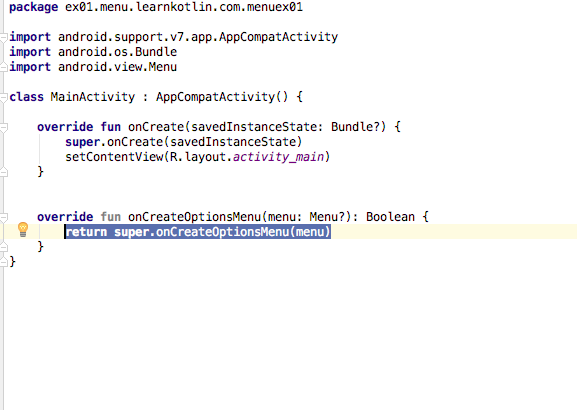 package ex01.menu.learnkotlin.com.menuex01
import android.support.v7.app.AppCompatActivity
import android.os.Bundle
import android.view.Menu
class MainActivity : AppCompatActivity() {
override fun onCreate(savedInstanceState: Bundle?) {
super.onCreate(savedInstanceState)
setContentView(R.layout.activity_main)
}
override fun onCreateOptionsMenu(menu: Menu?): Boolean {
return super.onCreateOptionsMenu(menu)
}
}